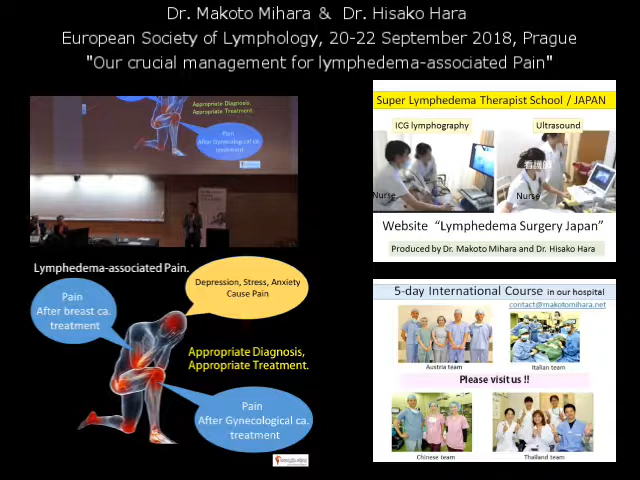 Dr. Makoto Mihara & Dr. Hisako Hara
European Society of Lymphology, 20-22 September 2018, Prague
"Our crucial management for lymphedema-associated Pain"
Appropriate Diagnosis,
Appropriate Treatment.
Pain
After Gynecological ca.
treatment
Lymphedema-associated Pain.
Depression, Stress, Anxiety
Cause Pain
Pain
After breast ca.
treatment
Appropriate Diagnosis,
Appropriate Treatment.
Pain
After Gynecological ca.
treatment
Super Lymphedema Therapist School / JAPAN
ICG lymphography
Ultrasound
看護師
Nurse
Nurse
Website "Lymphedema Surgery Japan"
Produced by Dr. Makoto Mihara and Dr. Hisako Hara
5-day International Course in our hospital
contact@makotomihara.net
Austria team
Italian team
Please visit us !!
Chinese team
Thailand team